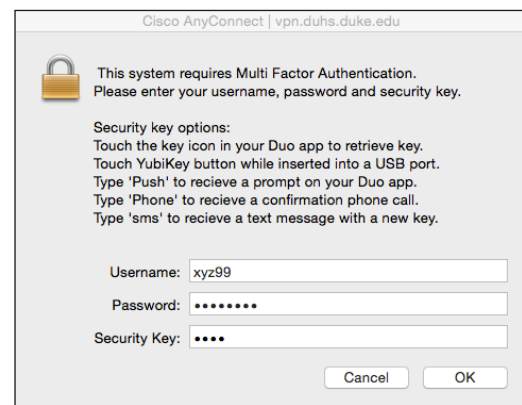 Cisco AnyConnect | vpn.duhs.duke.edu
This system requires Multi Factor Authentication.
Please enter your username, password and security key.
Security key options:
Touch the key icon in your Duo app to retrieve key.
Touch YubiKey button while inserted into a USB port.
Type 'Push' to recieve a prompt on your Duo app.
Type 'Phone' to recieve a confirmation phone call.
Type 'sms' to recieve a text message with a new key.
Username: xyz99
Password: ••••••••
Security Key: ••••
Cancel OK